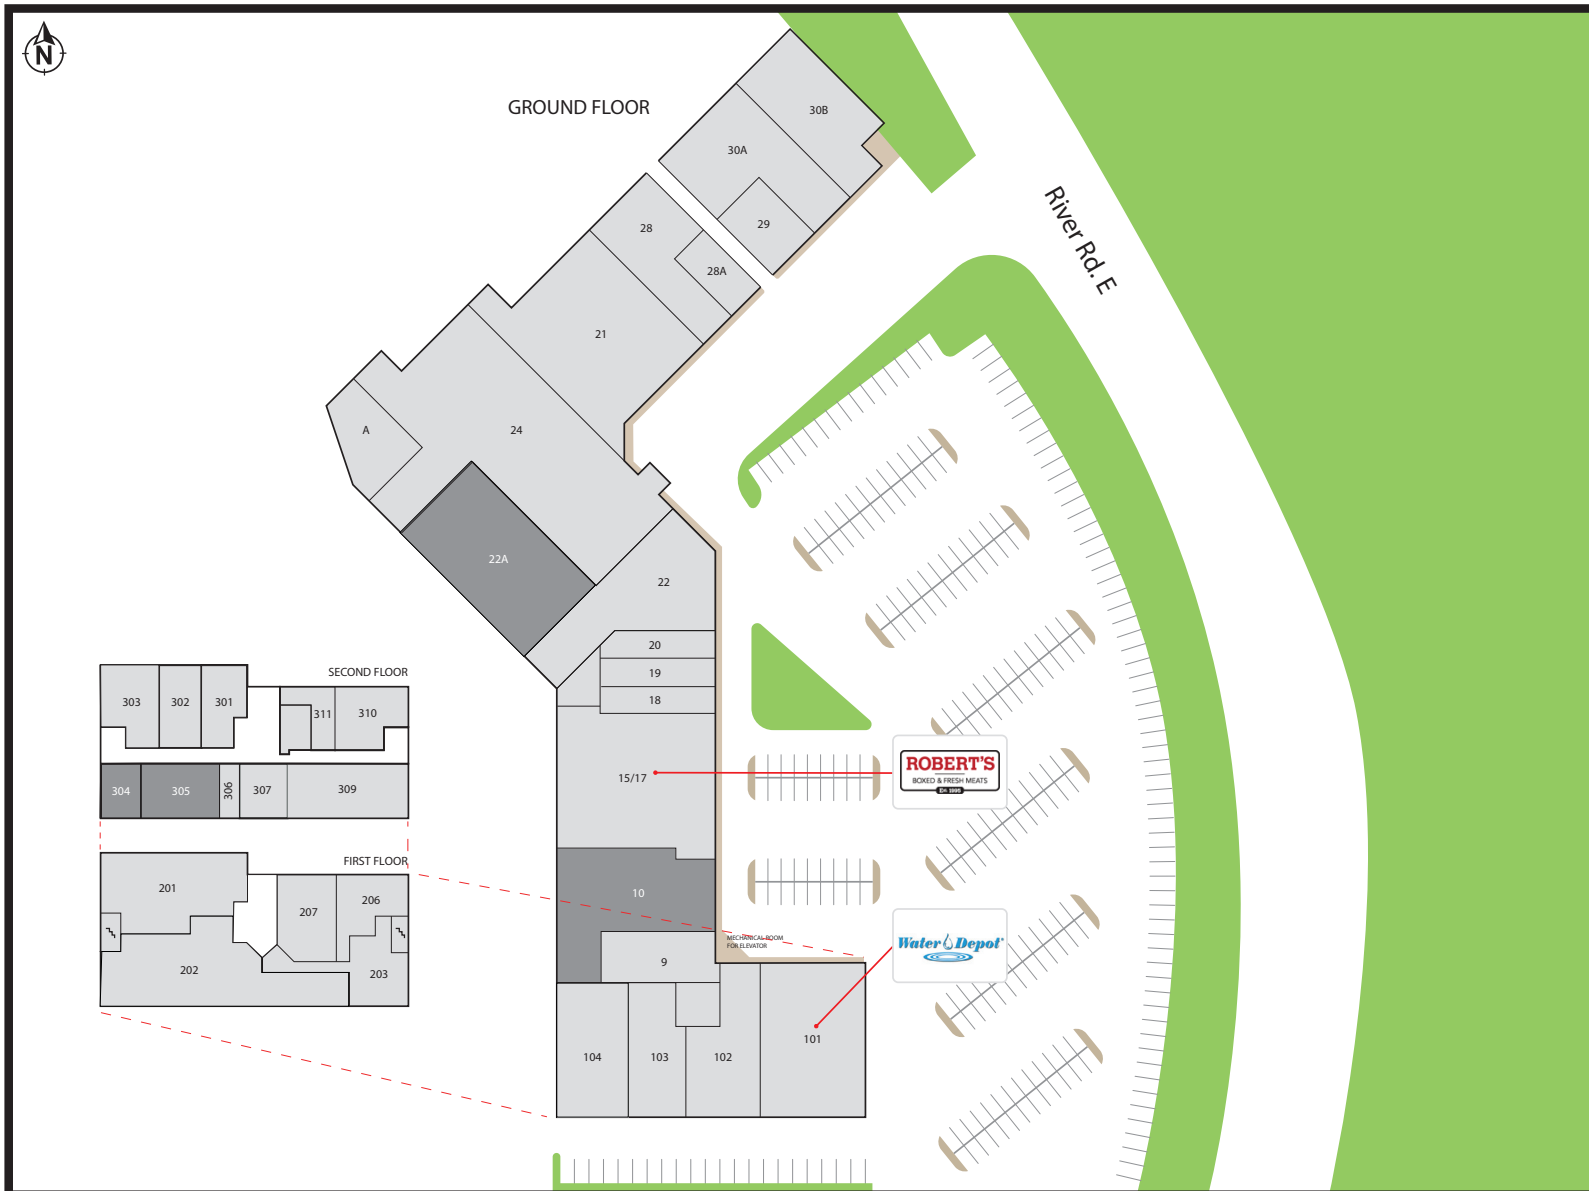 N
GROUND FLOOR
30B
30A
29
28
28A
River Rd. E
21
24
A
22A
22
20
19
18
15/17
ROBERT'S
BOXED & FRESH MEATS
Est. 1999
10
MECHANICAL ROOM
FOR ELEVATOR
Water Depot
9
104
103
102
101
SECOND FLOOR
303
302
301
311
310
304
305
306
307
309
FIRST FLOOR
201
207
206
202
203